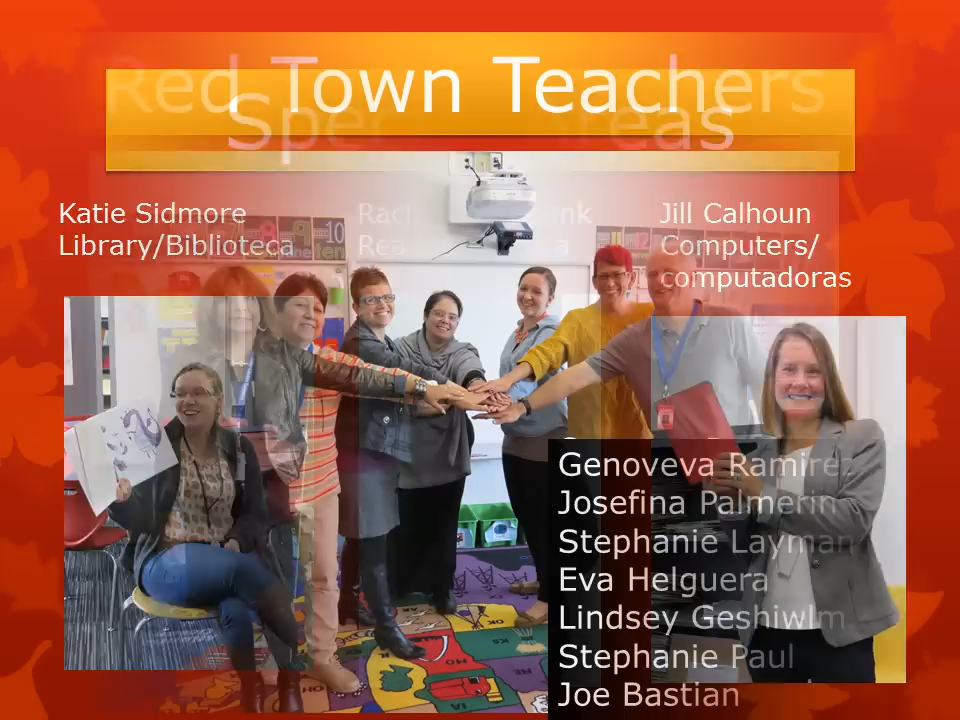 Red Town Teachers
Katie Sidmore
Library/Biblioteca
Jill Calhoun
Computers/
computadoras
Genoveva Ramirez
Josefina Palmerin
Stephanie Layman
Eva Helguera
Lindsey Geshiwlm
Stephanie Paul
Joe Bastian